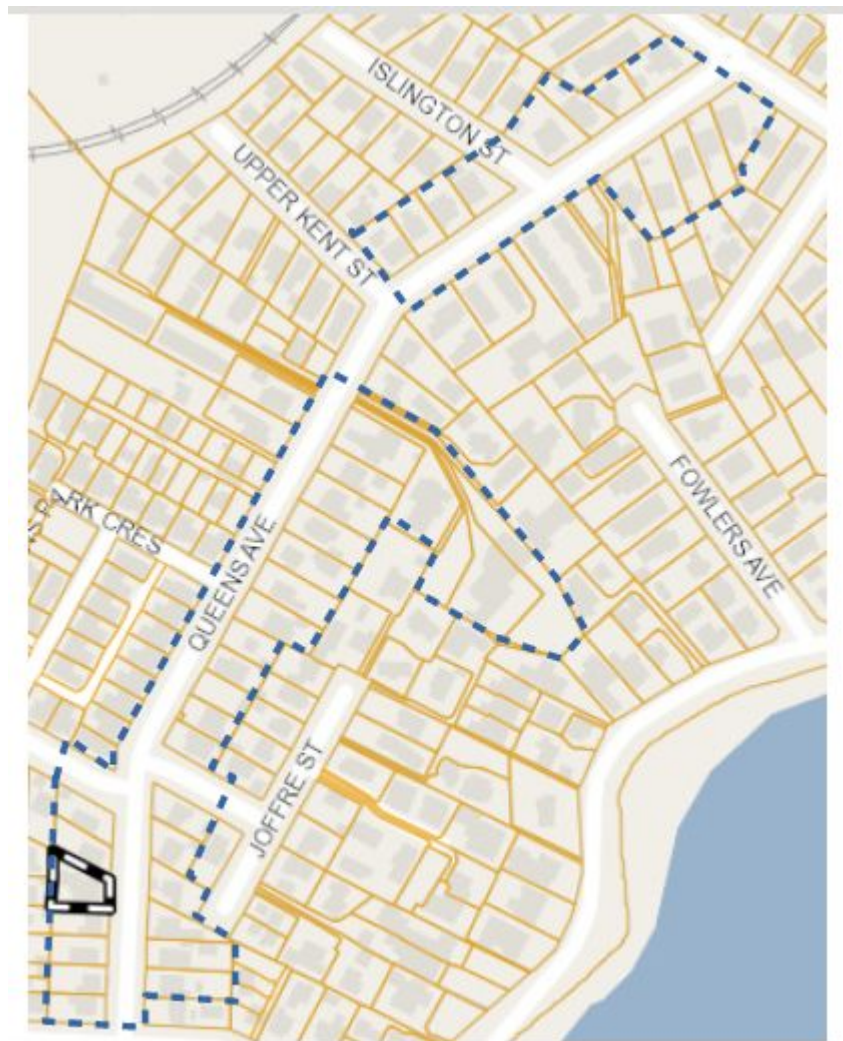 ISLINGTON ST
UPPER KENT ST
PARK CRES
QUEENS AVE
FOWLERS AVE
JOFFRE ST